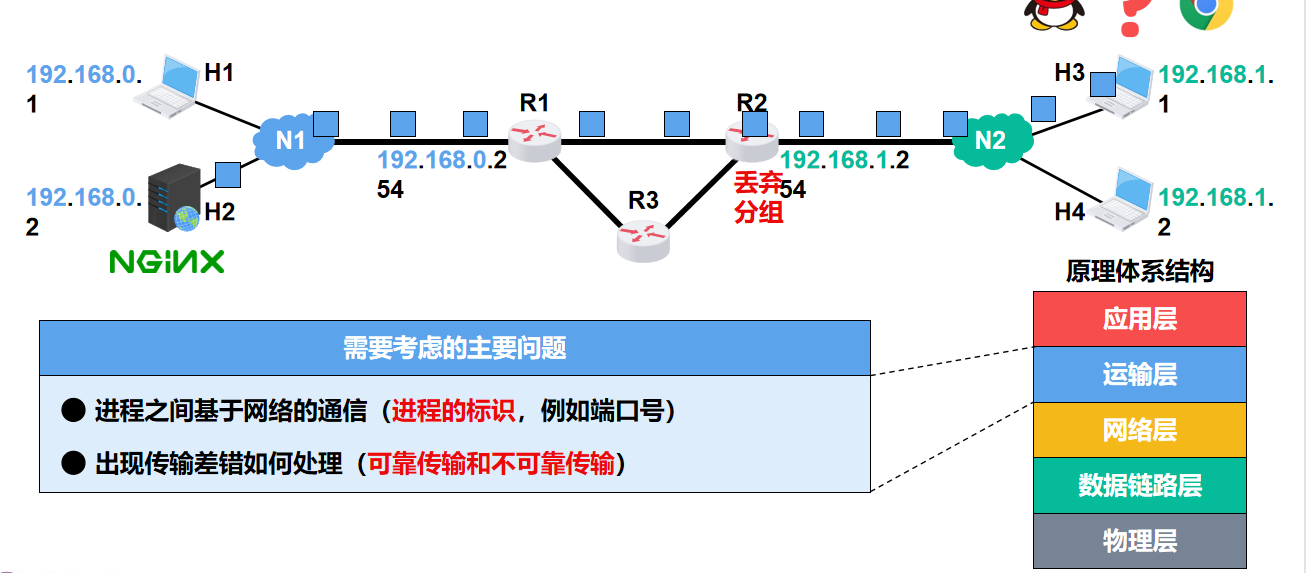 192.168.0.
1
H1
H3
192.168.1.
1
R1
R2
N1
N2
192.168.0.2
54
192.168.1.2
54
丢弃
分组
R3
192.168.0.
2
H2
H4
192.168.1.
2
NGiNX
原理体系结构
应用层
运输层
网络层
数据链路层
物理层
需要考虑的主要问题
● 进程之间基于网络的通信（进程的标识，例如端口号）
● 出现传输差错如何处理（可靠传输和不可靠传输）